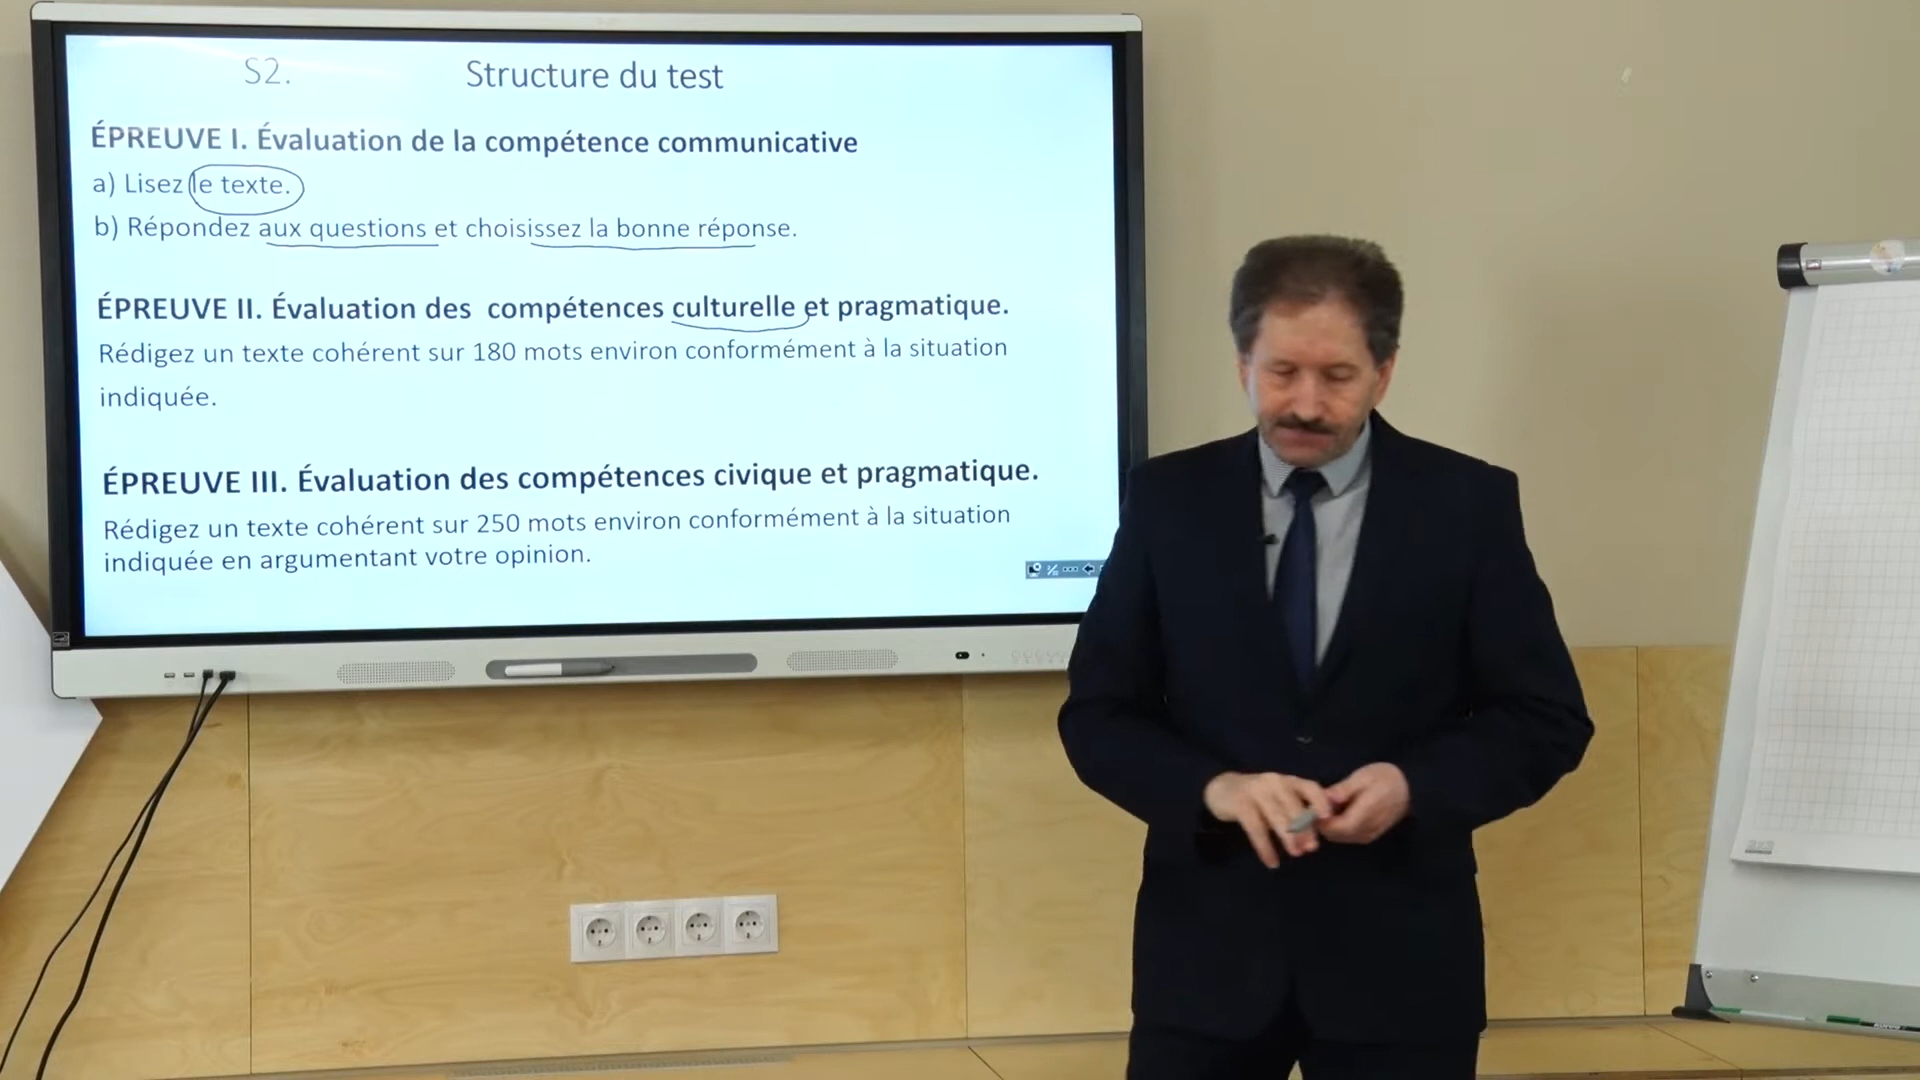 S2.
Structure du test
ÉPREUVE I. Évaluation de la compétence communicative
a) Lisez le texte.
b) Répondez aux questions et choisissez la bonne réponse.
ÉPREUVE II. Évaluation des compétences culturelle et pragmatique.
Rédigez un texte cohérent sur 180 mots environ conformément à la situation
indiquée.
ÉPREUVE III. Évaluation des compétences civique et pragmatique.
Rédigez un texte cohérent sur 250 mots environ conformément à la situation
indiquée en argumentant votre opinion.